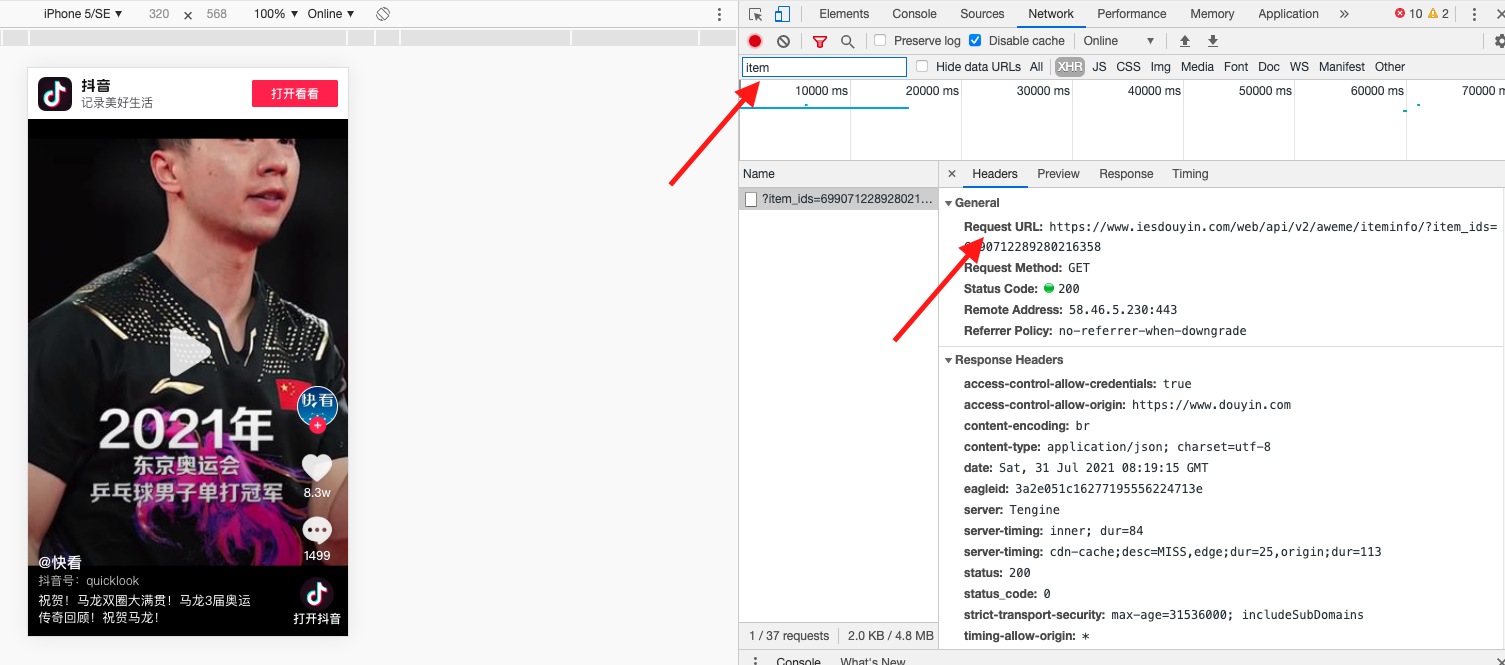 iPhone 5/SE ▼ 320 × 568 100% ▼ Online ▼
Elements Console Sources Network Performance Memory Application » 10 2
Preserve log Disable cache Online ▼
item
Hide data URLs All XHR JS CSS Img Media Font Doc WS Manifest Other
10000 ms 20000 ms 30000 ms 40000 ms 50000 ms 60000 ms 70000 m
抖音
记录美好生活
打开看看
2021年
东京奥运会
乒乓球男子单打冠军
快看
8.3w
1499
@快看
抖音号：quicklook
祝贺！马龙双圈大满贯！马龙3届奥运
传奇回顾！祝贺马龙！
打开抖音
Name
?item_ids=699071228928021...
1 / 37 requests 2.0 KB / 4.8 MB
× Headers Preview Response Timing
General
Request URL: https://www.iesdouyin.com/web/api/v2/aweme/iteminfo/?item_ids=
0712289280216358
Request Method: GET
Status Code: 200
Remote Address: 58.46.5.230:443
Referrer Policy: no-referrer-when-downgrade
Response Headers
access-control-allow-credentials: true
access-control-allow-origin: https://www.douyin.com
content-encoding: br
content-type: application/json; charset=utf-8
date: Sat, 31 Jul 2021 08:19:15 GMT
eagleid: 3a2e051c16277195556224713e
server: Tengine
server-timing: inner; dur=84
server-timing: cdn-cache;desc=MISS,edge;dur=25,origin;dur=113
status: 200
status_code: 0
strict-transport-security: max-age=31536000; includeSubDomains
timing-allow-origin: *
Console What's New